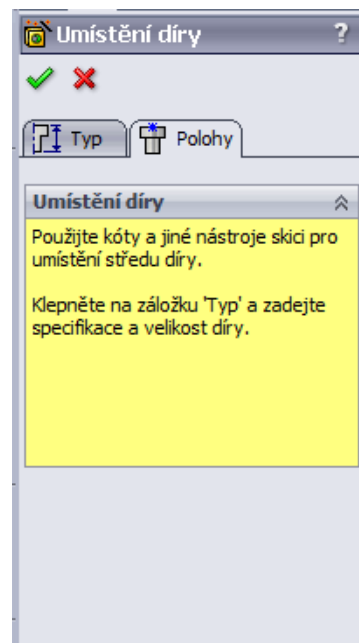 Umístění díry ?
Typ Polohy
Umístění díry
Použijte kóty a jiné nástroje skici pro
umístění středu díry.
Klepněte na záložku 'Typ' a zadejte
specifikace a velikost díry.